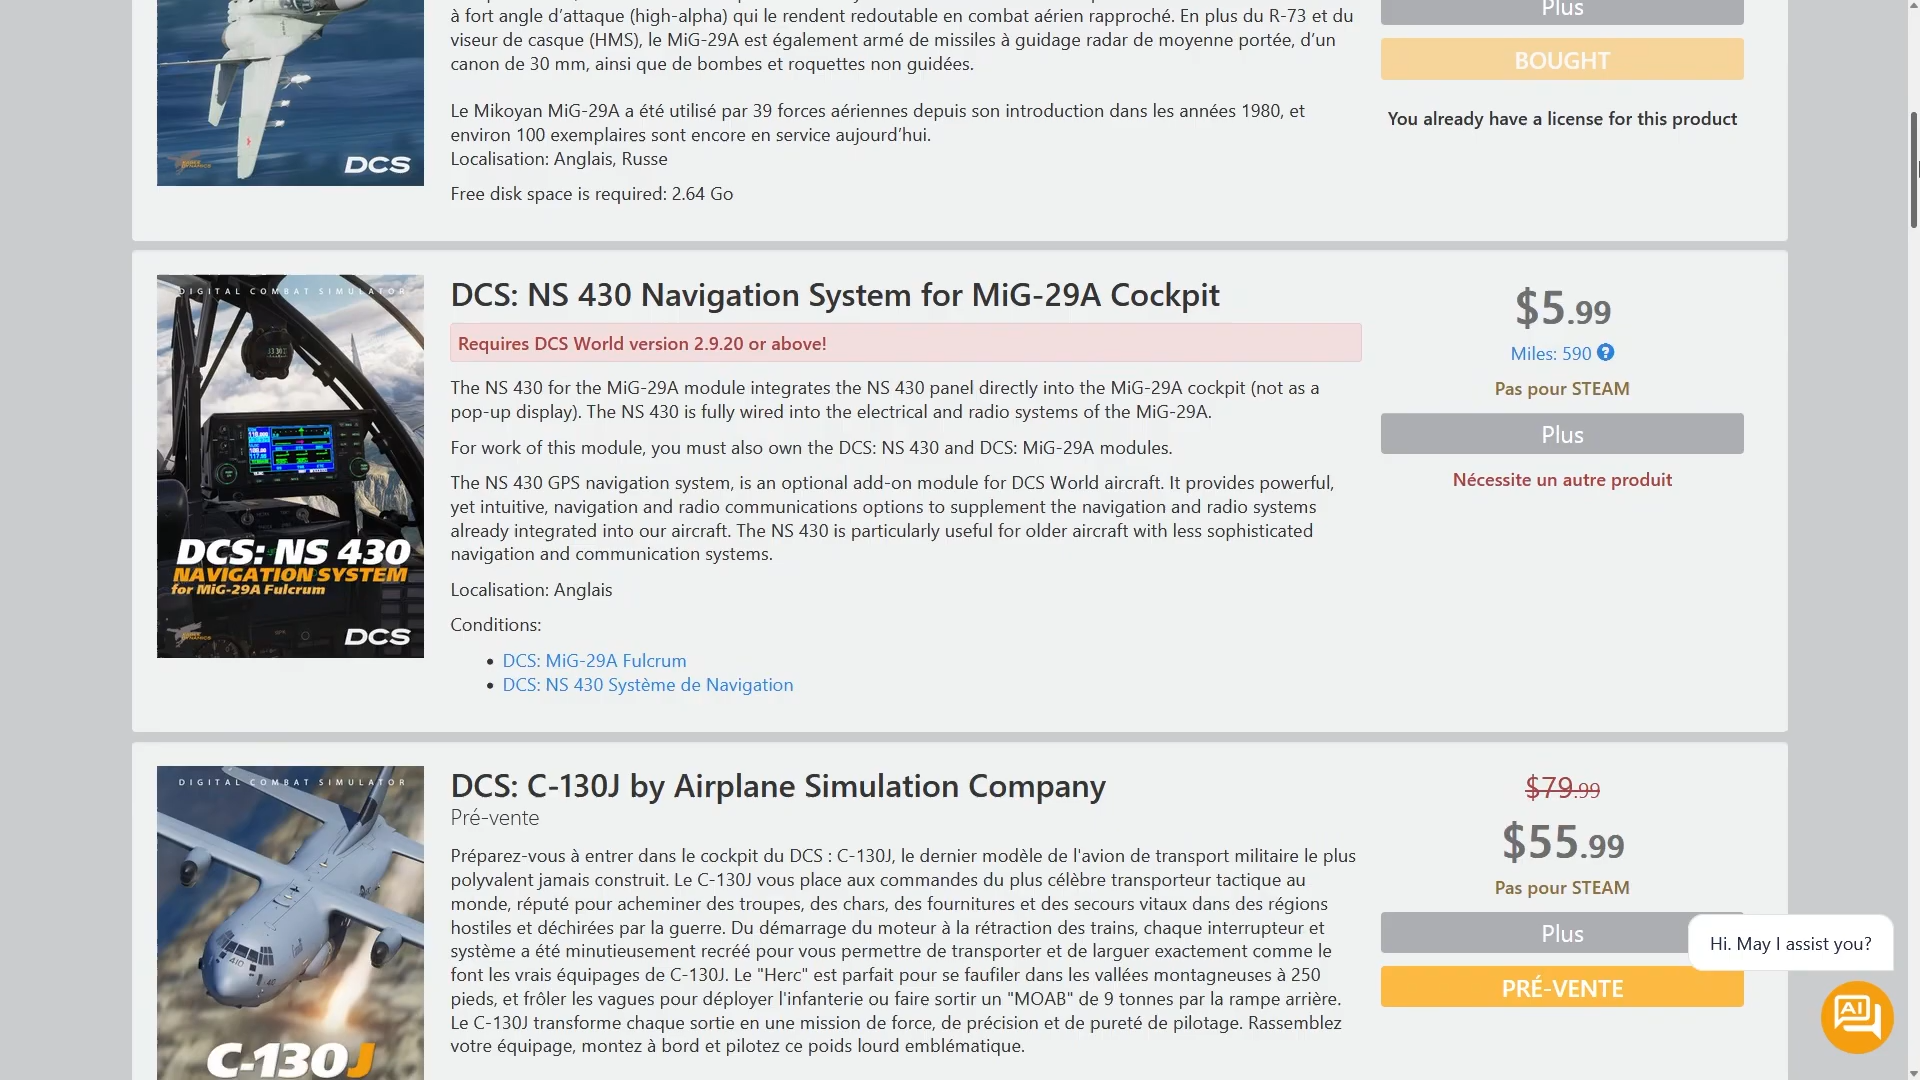 à fort angle d’attaque (high-alpha) qui le rendent redoutable en combat aérien rapproché. En plus du R-73 et du
viseur de casque (HMS), le MiG-29A est également armé de missiles à guidage radar de moyenne portée, d’un
canon de 30 mm, ainsi que de bombes et roquettes non guidées.
Le Mikoyan MiG-29A a été utilisé par 39 forces aériennes depuis son introduction dans les années 1980, et
environ 100 exemplaires sont encore en service aujourd’hui.
Localisation: Anglais, Russe
Free disk space is required: 2.64 Go
DCS
Plus
BOUGHT
You already have a license for this product
DIGITAL COMBAT SIMULATOR
DCS: NS 430
NAVIGATION SYSTEM
for MiG-29A Fulcrum
DCS
DCS: NS 430 Navigation System for MiG-29A Cockpit
Requires DCS World version 2.9.20 or above!
The NS 430 for the MiG-29A module integrates the NS 430 panel directly into the MiG-29A cockpit (not as a
pop-up display). The NS 430 is fully wired into the electrical and radio systems of the MiG-29A.
For work of this module, you must also own the DCS: NS 430 and DCS: MiG-29A modules.
The NS 430 GPS navigation system, is an optional add-on module for DCS World aircraft. It provides powerful,
yet intuitive, navigation and radio communications options to supplement the navigation and radio systems
already integrated into our aircraft. The NS 430 is particularly useful for older aircraft with less sophisticated
navigation and communication systems.
Localisation: Anglais
Conditions:
DCS: MiG-29A Fulcrum
DCS: NS 430 Système de Navigation
$5.99
Miles: 590
Pas pour STEAM
Plus
Nécessite un autre produit
DIGITAL COMBAT SIMULATOR
410
C-130J
DCS: C-130J by Airplane Simulation Company
Pré-vente
Préparez-vous à entrer dans le cockpit du DCS : C-130J, le dernier modèle de l'avion de transport militaire le plus
polyvalent jamais construit. Le C-130J vous place aux commandes du plus célèbre transporteur tactique au
monde, réputé pour acheminer des troupes, des chars, des fournitures et des secours vitaux dans des régions
hostiles et déchirées par la guerre. Du démarrage du moteur à la rétraction des trains, chaque interrupteur et
système a été minutieusement recréé pour vous permettre de transporter et de larguer exactement comme le
font les vrais équipages de C-130J. Le "Herc" est parfait pour se faufiler dans les vallées montagneuses à 250
pieds, et frôler les vagues pour déployer l'infanterie ou faire sortir un "MOAB" de 9 tonnes par la rampe arrière.
Le C-130J transforme chaque sortie en une mission de force, de précision et de pureté de pilotage. Rassemblez
votre équipage, montez à bord et pilotez ce poids lourd emblématique.
$79.99
$55.99
Pas pour STEAM
Plus
PRÉ-VENTE
Hi. May I assist you?
AI